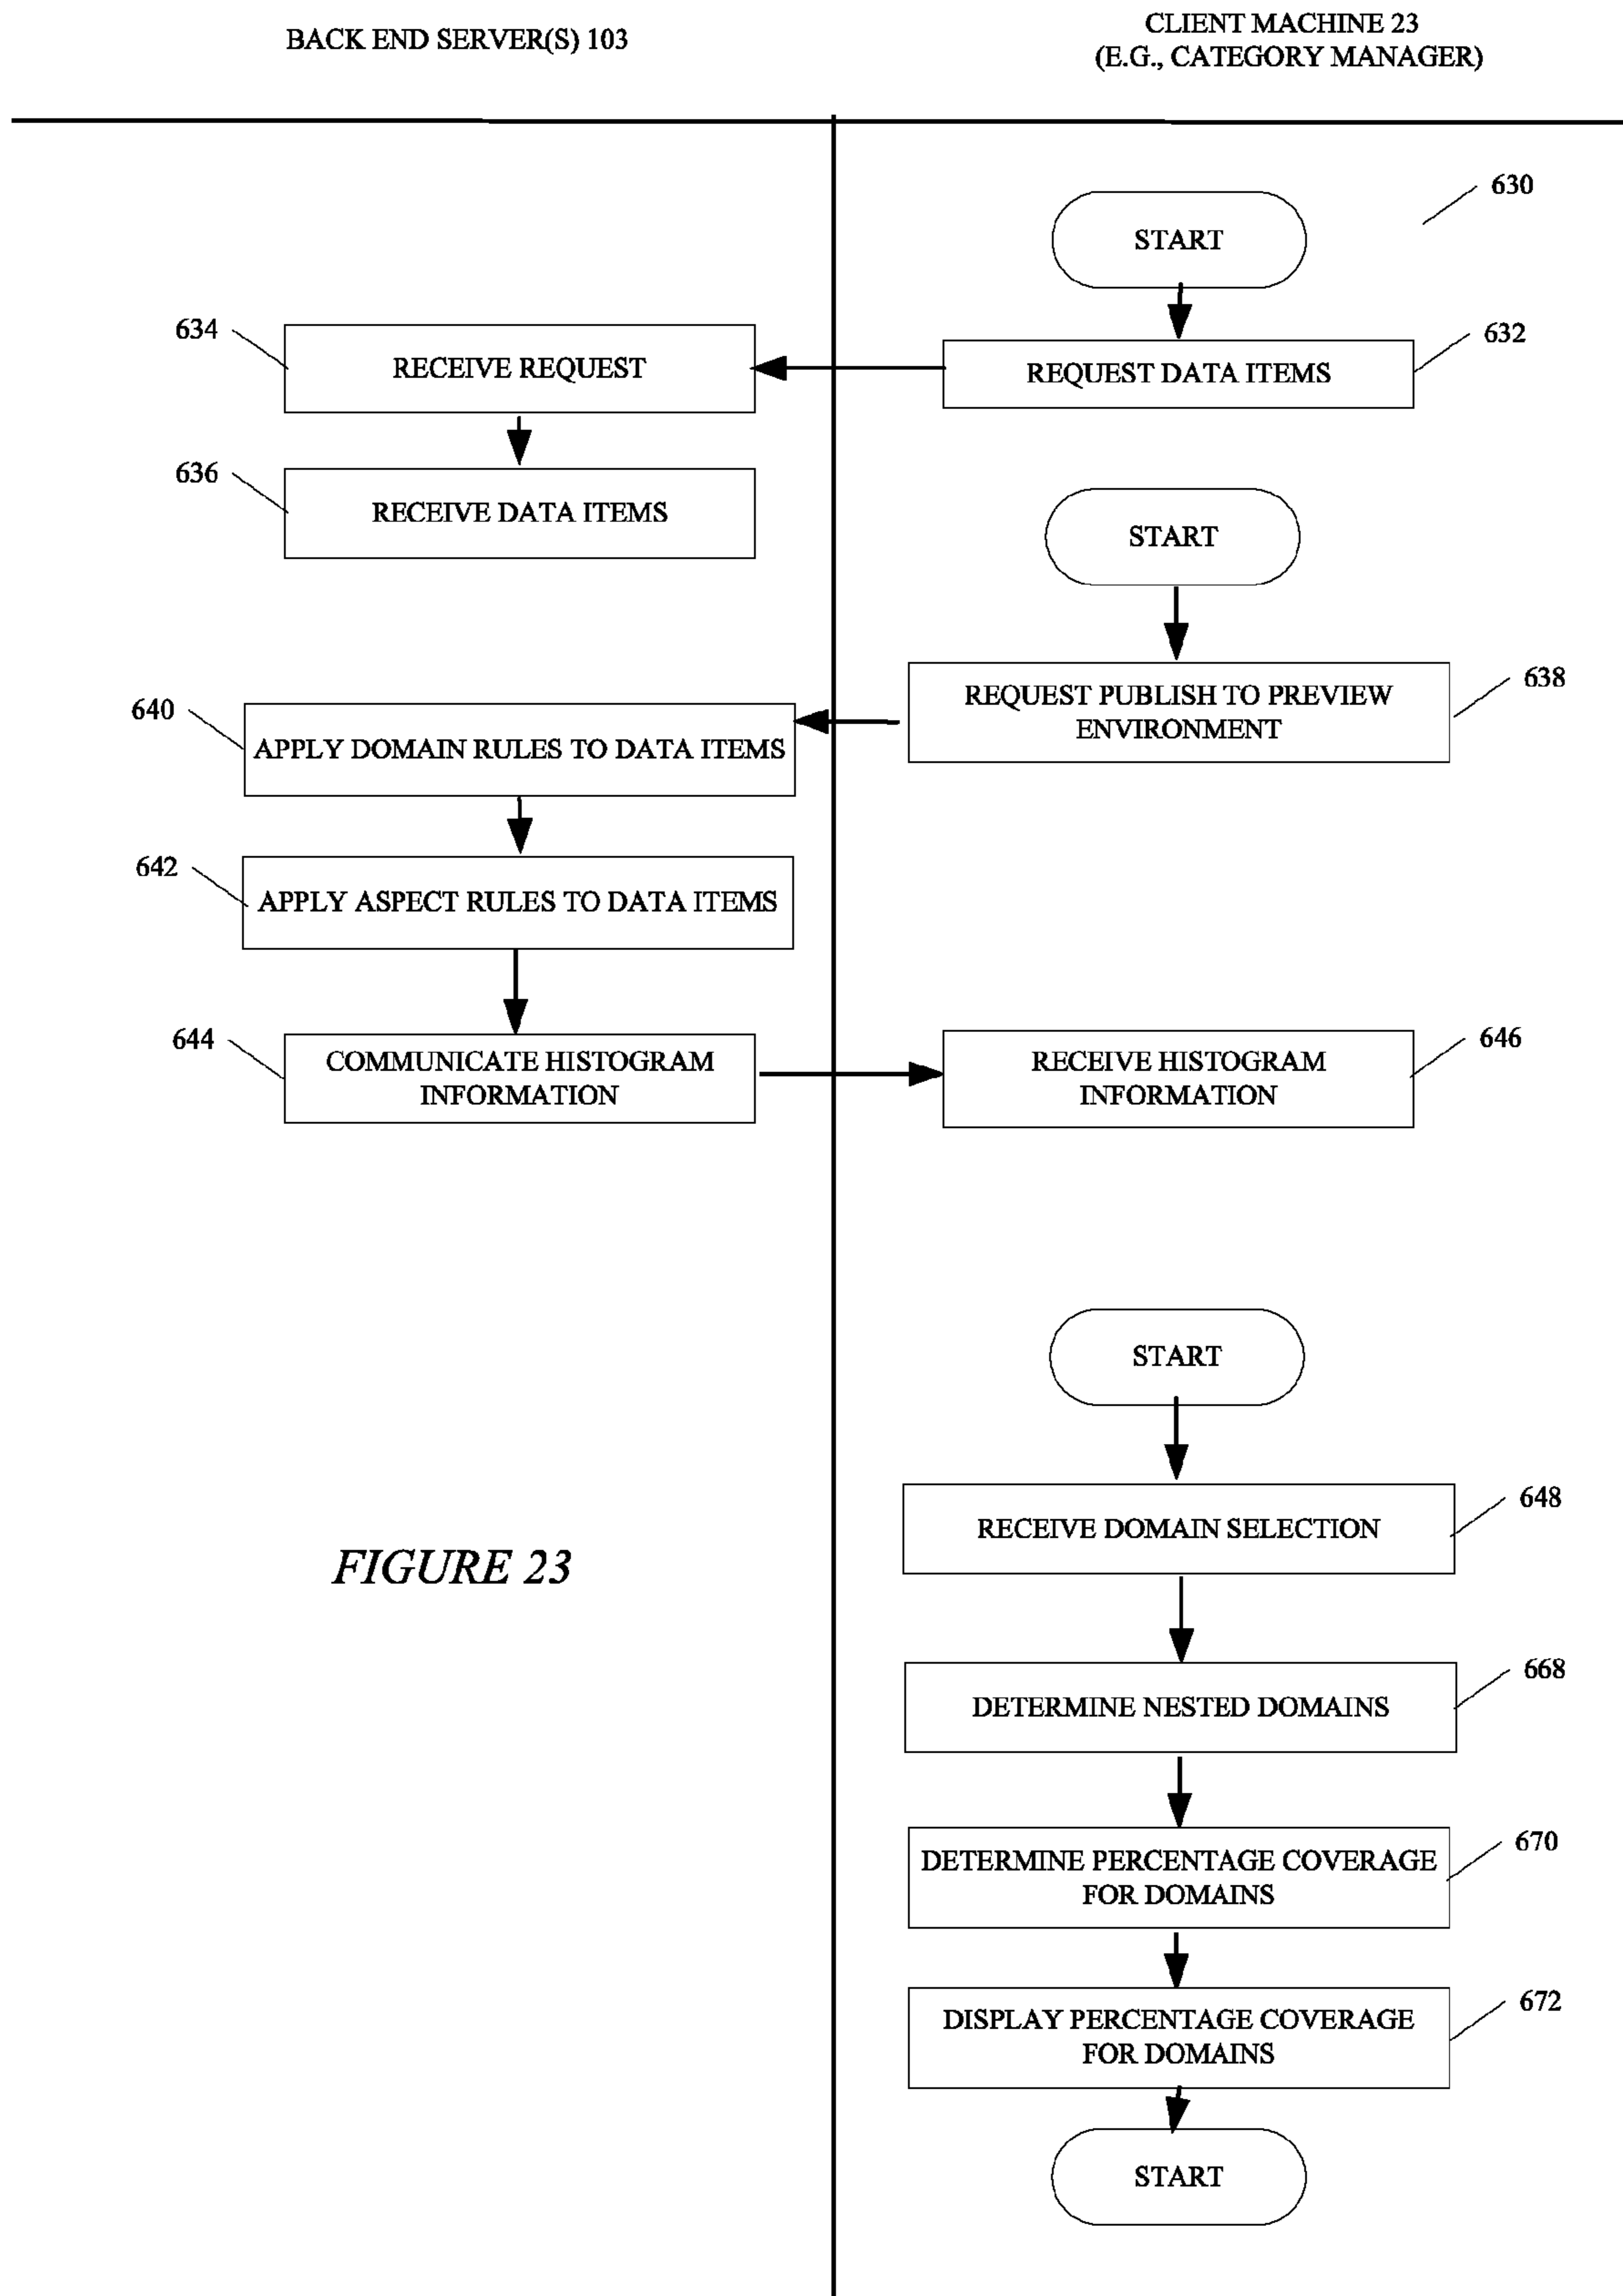 BACK END SERVER(S) 103
CLIENT MACHINE 23
(E.G., CATEGORY MANAGER)
630
START
634
RECEIVE REQUEST
632
REQUEST DATA ITEMS
636
RECEIVE DATA ITEMS
START
638
REQUEST PUBLISH TO PREVIEW
ENVIRONMENT
640
APPLY DOMAIN RULES TO DATA ITEMS
642
APPLY ASPECT RULES TO DATA ITEMS
644
COMMUNICATE HISTOGRAM
INFORMATION
646
RECEIVE HISTOGRAM
INFORMATION
START
648
RECEIVE DOMAIN SELECTION
FIGURE 23
668
DETERMINE NESTED DOMAINS
670
DETERMINE PERCENTAGE COVERAGE
FOR DOMAINS
672
DISPLAY PERCENTAGE COVERAGE
FOR DOMAINS
START